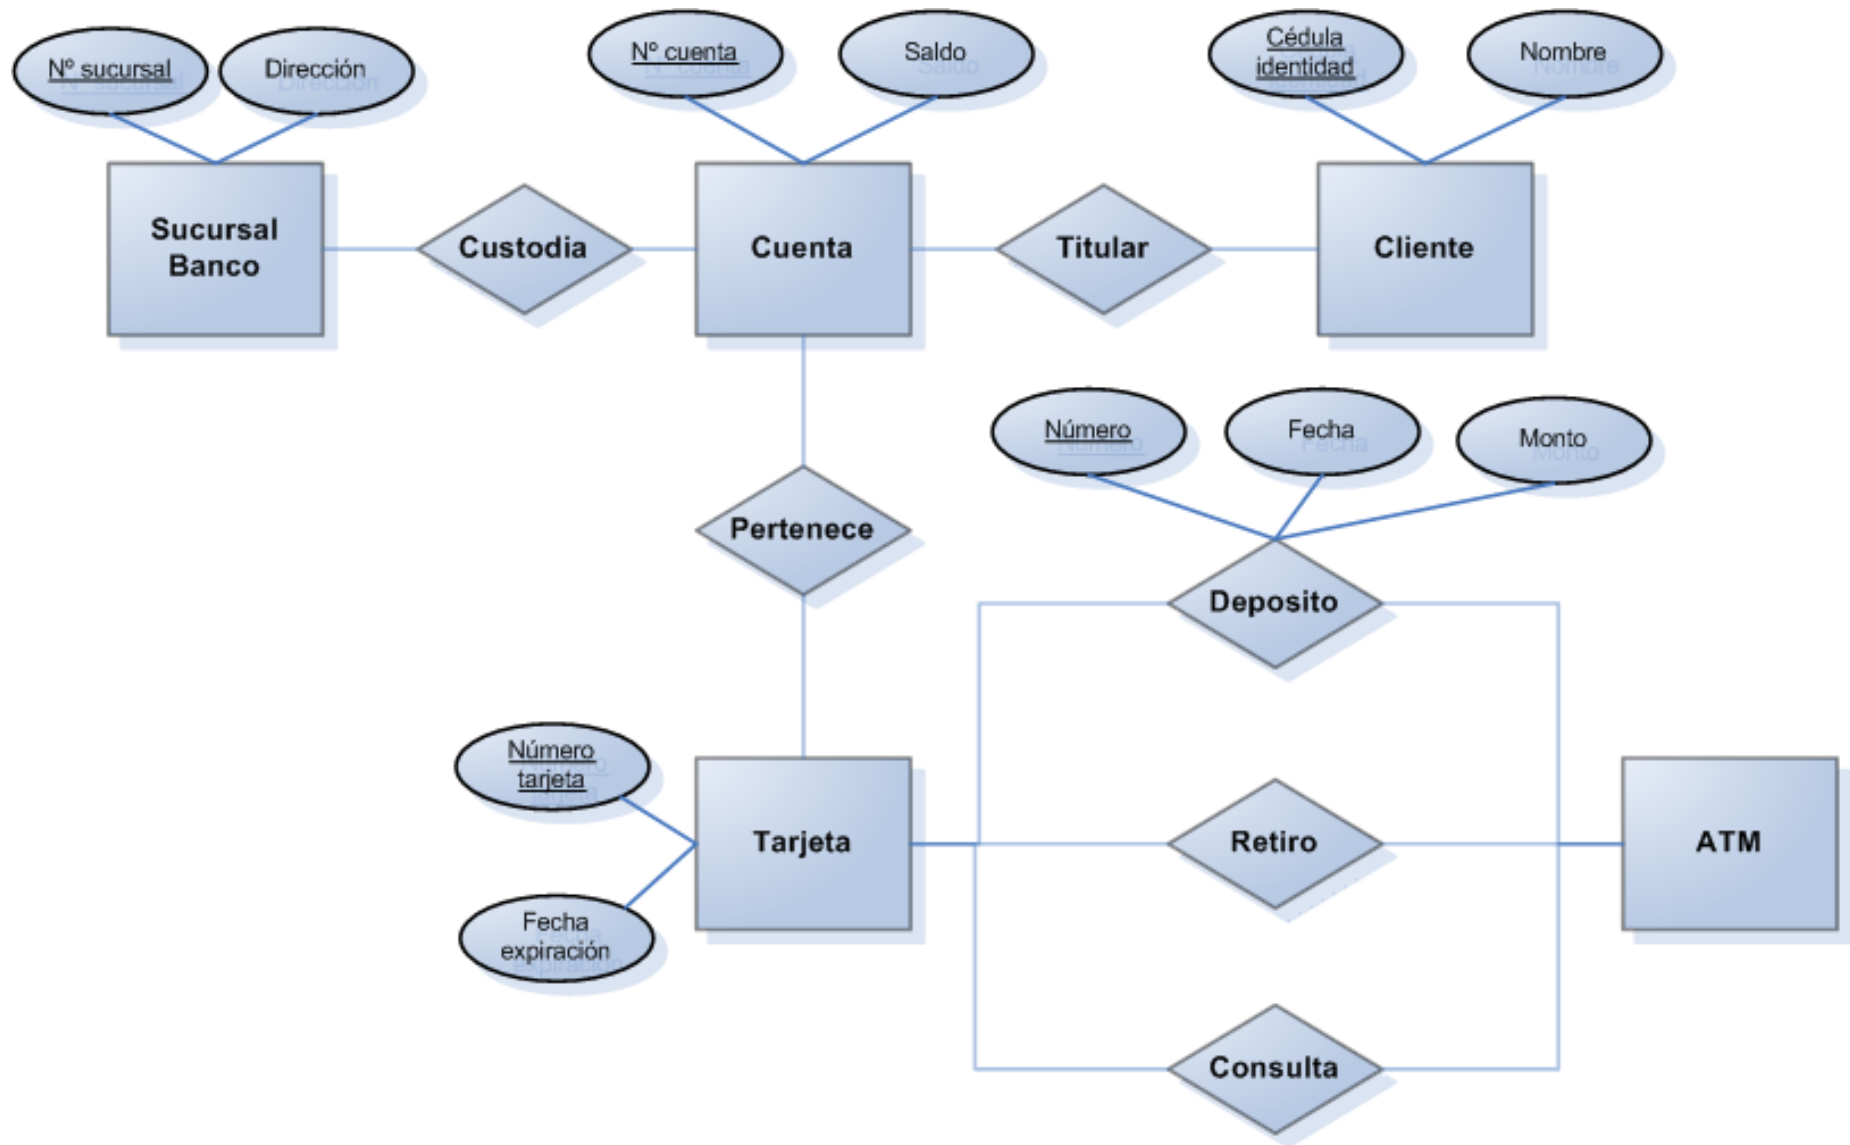 Nº sucursal
Dirección
Nº cuenta
Saldo
Cédula
identidad
Nombre
Sucursal
Banco
Custodia
Cuenta
Titular
Cliente
Número
Fecha
Monto
Pertenece
Deposito
Número
tarjeta
Tarjeta
Retiro
ATM
Fecha
expiración
Consulta